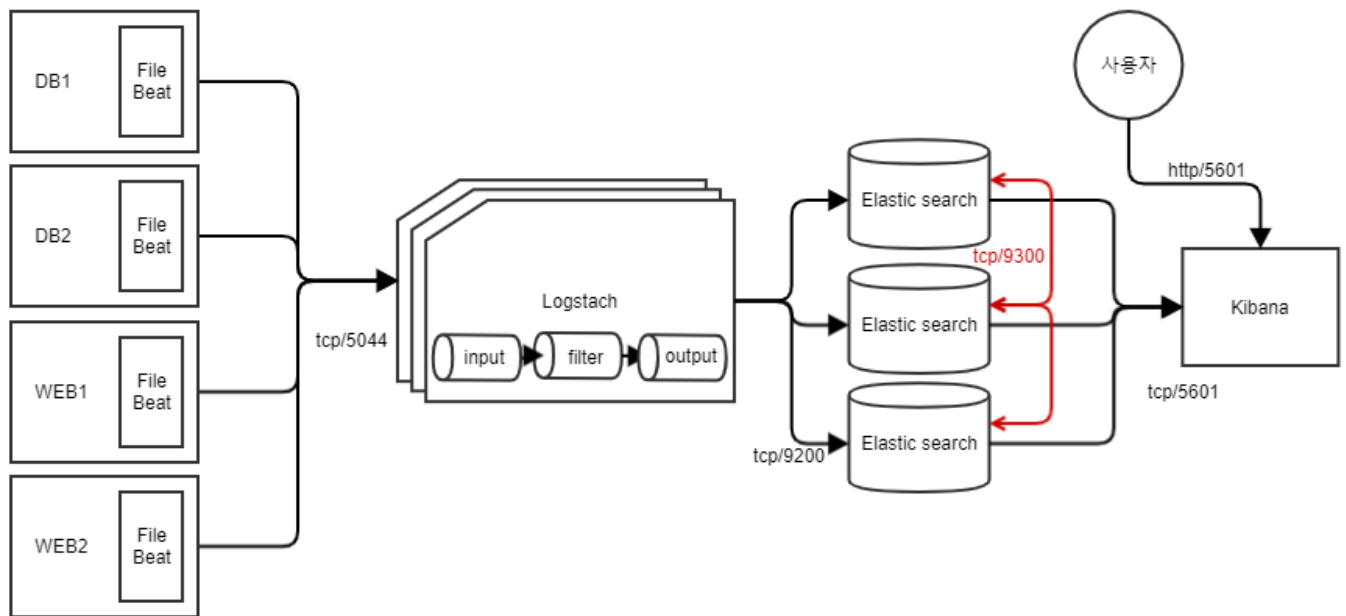 DB1
File
Beat
DB2
File
Beat
WEB1
File
Beat
WEB2
File
Beat
tcp/5044
Logstach
input
filter
output
tcp/9200
Elastic search
Elastic search
Elastic search
tcp/9300
사용자
http/5601
Kibana
tcp/5601